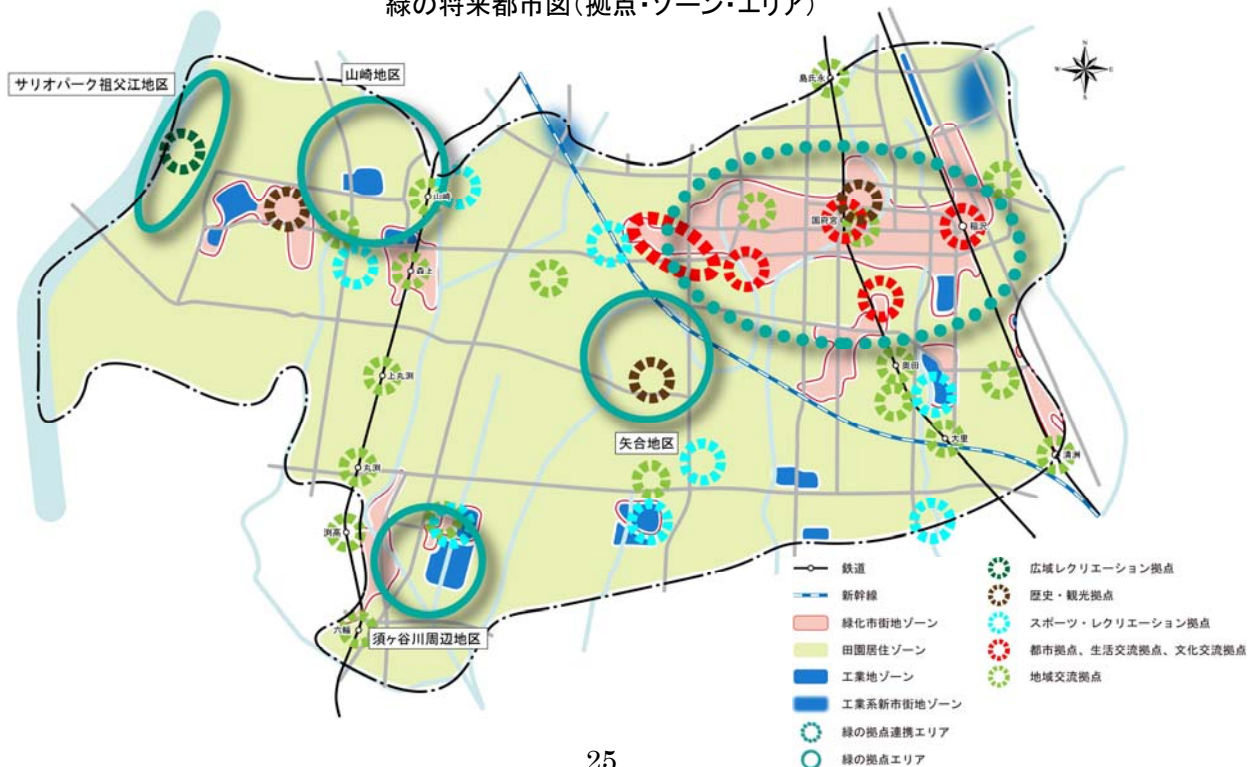 緑の将来都市図（拠点・ゾーン・エリア）
サリオパーク祖父江地区
山崎地区
島氏永
N
W
E
S
山崎
国府宮
稲沢
森上
上丸渕
奥田
矢合地区
大里
清洲
丸渕
渕高
六輪
須ヶ谷川周辺地区
鉄道
新幹線
緑化市街地ゾーン
田園居住ゾーン
工業地ゾーン
工業系新市街地ゾーン
緑の拠点連携エリア
緑の拠点エリア
広域レクリエーション拠点
歴史・観光拠点
スポーツ・レクリエーション拠点
都市拠点、生活交流拠点、文化交流拠点
地域交流拠点
25